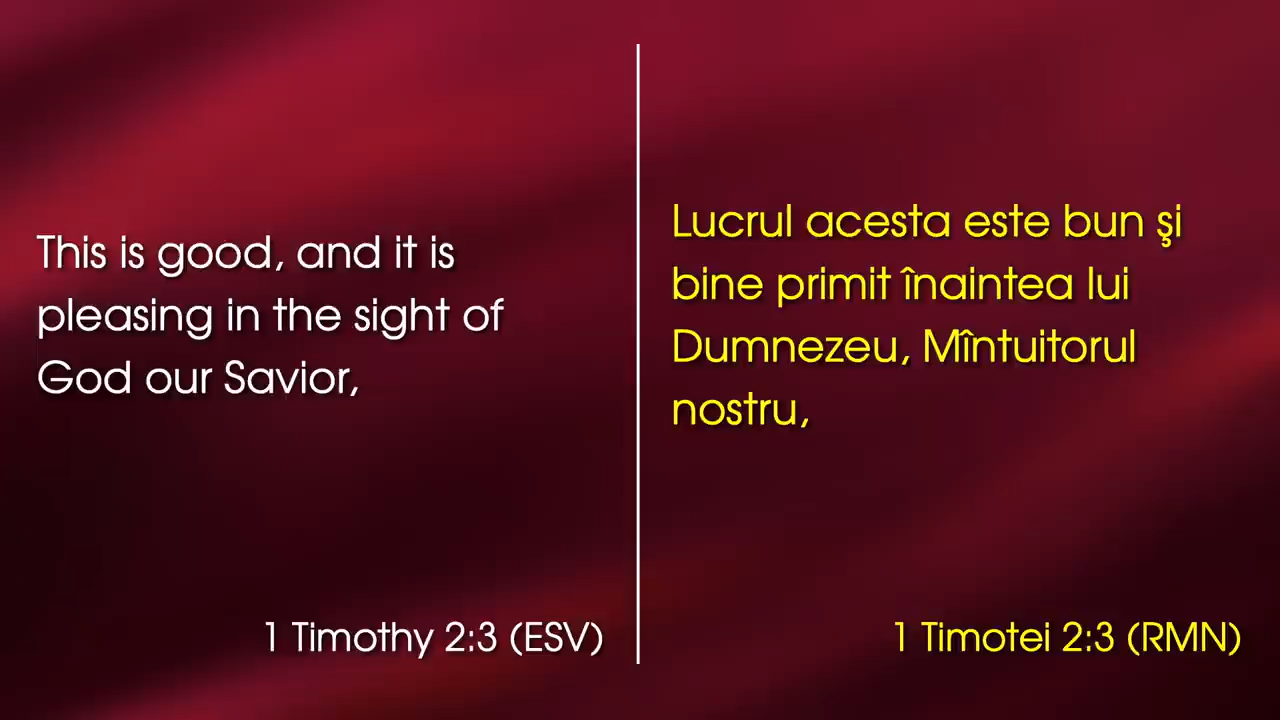 This is good, and it is
pleasing in the sight of
God our Savior,
1 Timothy 2:3 (ESV)
Lucrul acesta este bun şi
bine primit înaintea lui
Dumnezeu, Mîntuitorul
nostru,
1 Timotei 2:3 (RMN)